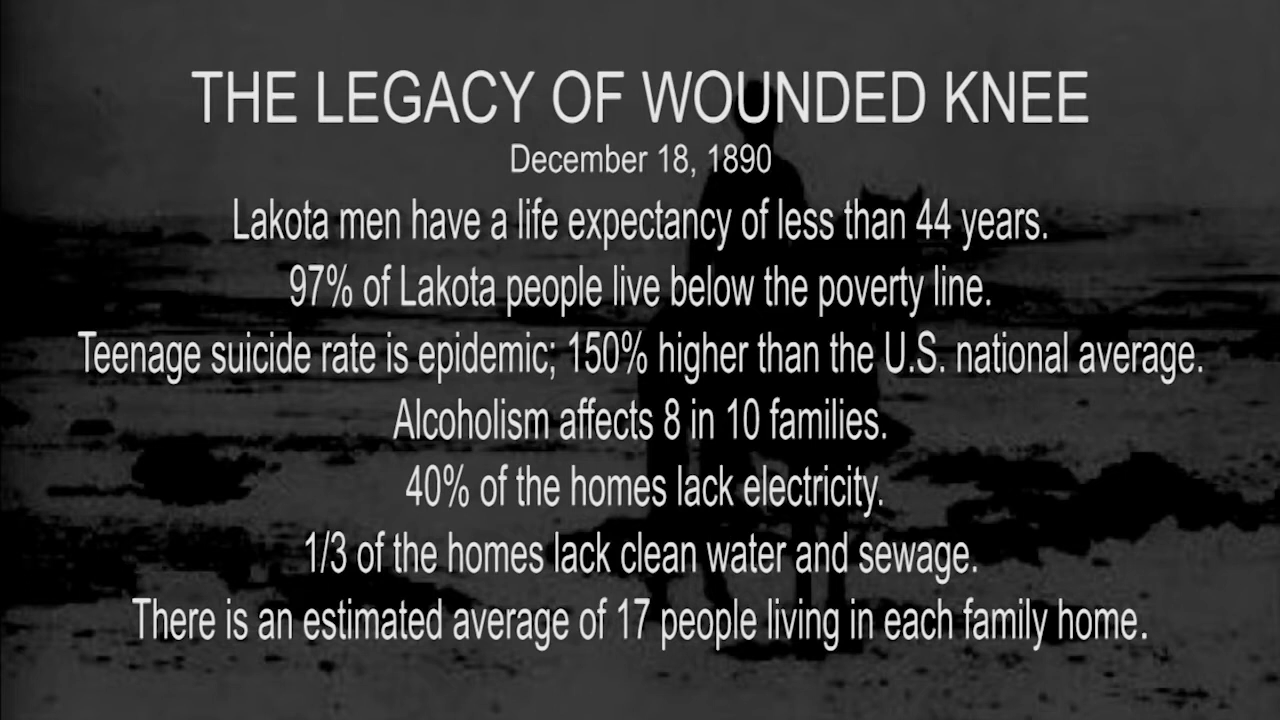 THE LEGACY OF WOUNDED KNEE
December 18, 1890
Lakota men have a life expectancy of less than 44 years.
97% of Lakota people live below the poverty line.
Teenage suicide rate is epidemic; 150% higher than the U.S. national average.
Alcoholism affects 8 in 10 families.
40% of the homes lack electricity.
1/3 of the homes lack clean water and sewage.
There is an estimated average of 17 people living in each family home.